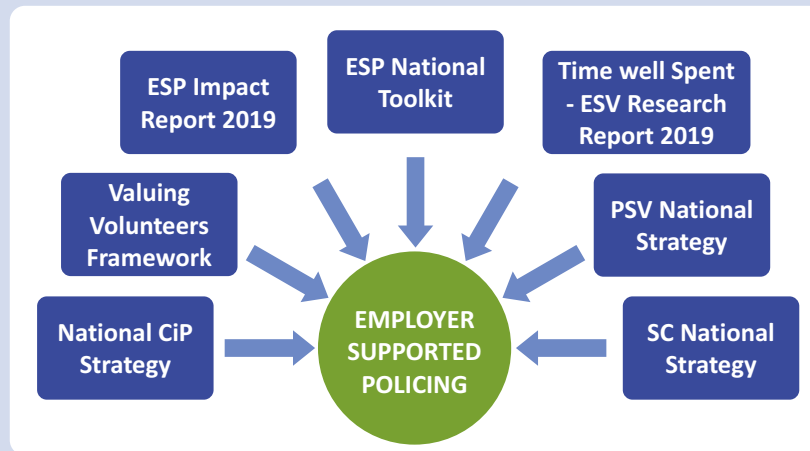 ESP Impact
Report 2019
ESP National
Toolkit
Time well Spent
- ESV Research
Report 2019
Valuing
Volunteers
Framework
PSV National
Strategy
National CiP
Strategy
EMPLOYER
SUPPORTED
POLICING
SC National
Strategy